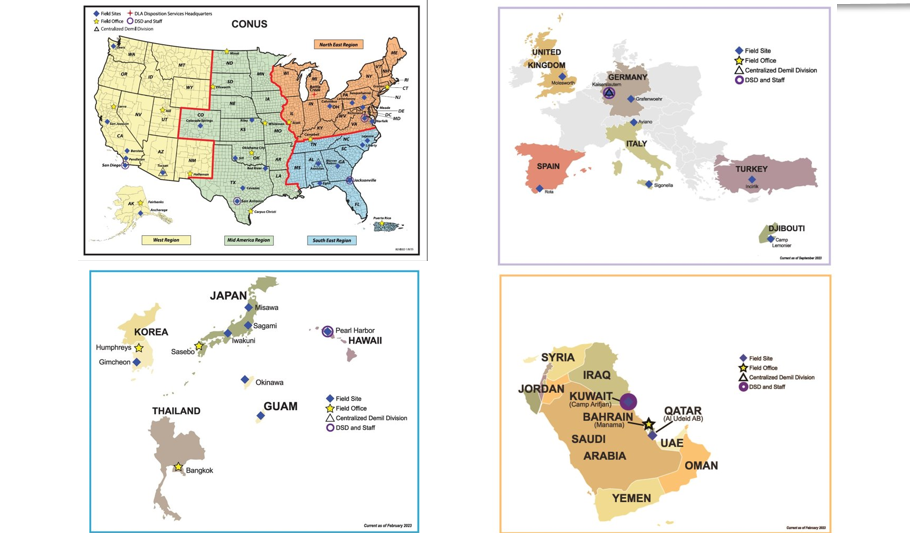 Field Sites
DLA Disposition Services Headquarters
Field Office
DSD and Staff
Centralized Demil Division
CONUS
North East Region
WA
MT
ND
MN
OR
ID
SD
WI
MI
WY
NE
IA
NV
UT
CO
Colorado Springs
KS
MO
IL
IN
OH
PA
NY
ME
RI
CT
NJ
DE
DC
MD
VA
KY
CA
AZ
NM
OK
AR
TN
NC
SC
MS
AL
GA
TX
LA
FL
San Diego
San Antonio
Corpus Christi
Jacksonville
AK
Fairbanks
Anchorage
Puerto Rico
West Region
Mid America Region
South East Region
UNITED
KINGDOM
Molesworth
GERMANY
Kaiserslautern
Grafenwoehr
Aviano
ITALY
SPAIN
Rota
Sigonella
TURKEY
Incirlik
DJIBOUTI
Camp
Lemonier
Field Site
Field Office
Centralized Demil Division
DSD and Staff
Current as of September 2023
JAPAN
Misawa
KOREA
Sagami
Humphreys
Iwakuni
Sasebo
Gimcheon
Pearl Harbor
HAWAII
Okinawa
GUAM
THAILAND
Bangkok
Field Site
Field Office
Centralized Demil Division
DSD and Staff
Current as of February 2023
SYRIA
IRAQ
JORDAN
KUWAIT
(Camp Arifjan)
BAHRAIN
(Manama)
QATAR
(Al Udeid AB)
SAUDI
ARABIA
UAE
OMAN
YEMEN
Field Site
Field Office
Centralized Demil Division
DSD and Staff
Current as of February 2022